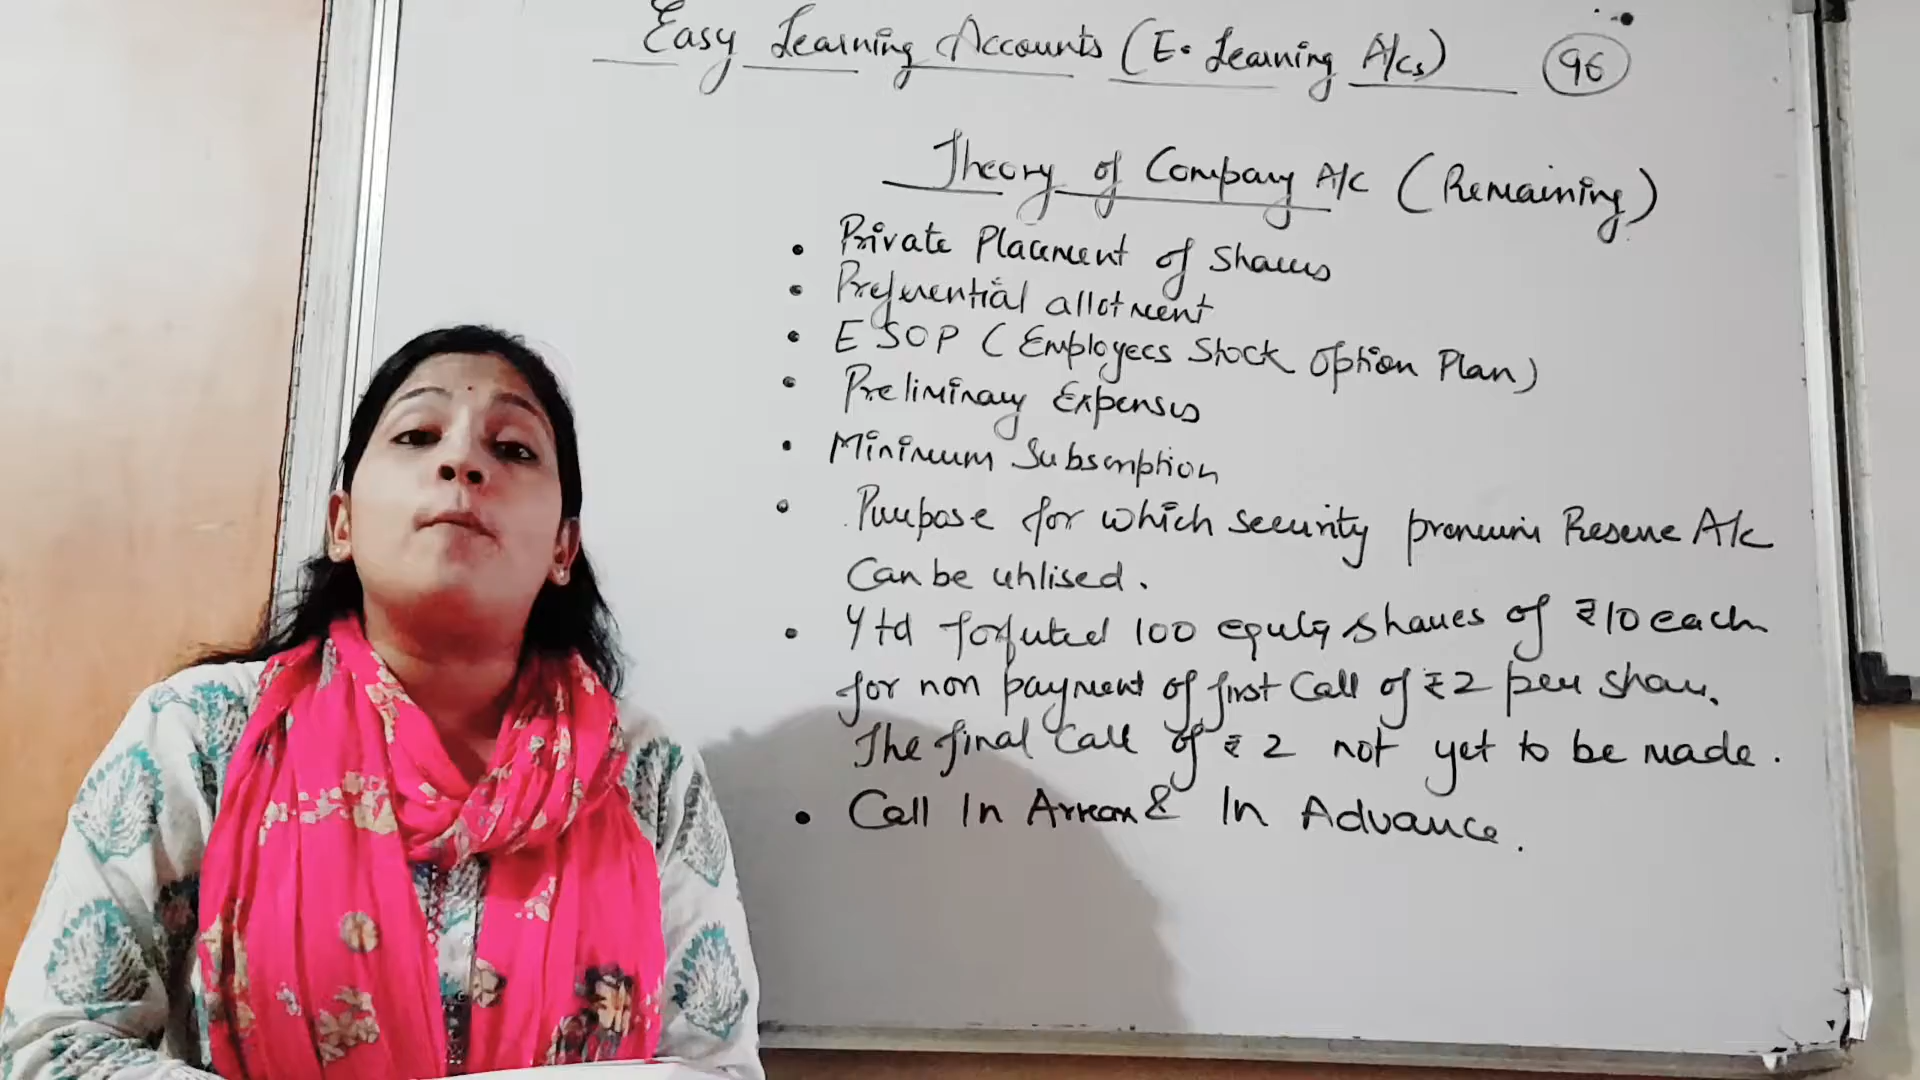 Easy Learning Accounts (E. Learning A/cs) 96
Theory of Company A/c (Remaining)
• Private Placement of Shares
• Preferential allotment
• ESOP (Employees Stock Option Plan)
• Preliminary Expenses
• Minimum Subscription
• Purpose for which security premium Reserve A/c
Can be utilised.
• Y ltd forfeited 100 equity shares of ₹10 each
for non payment of first Call of ₹2 per share.
The final Call of ₹2 not yet to be made.
• Call In Arrear & In Advance.